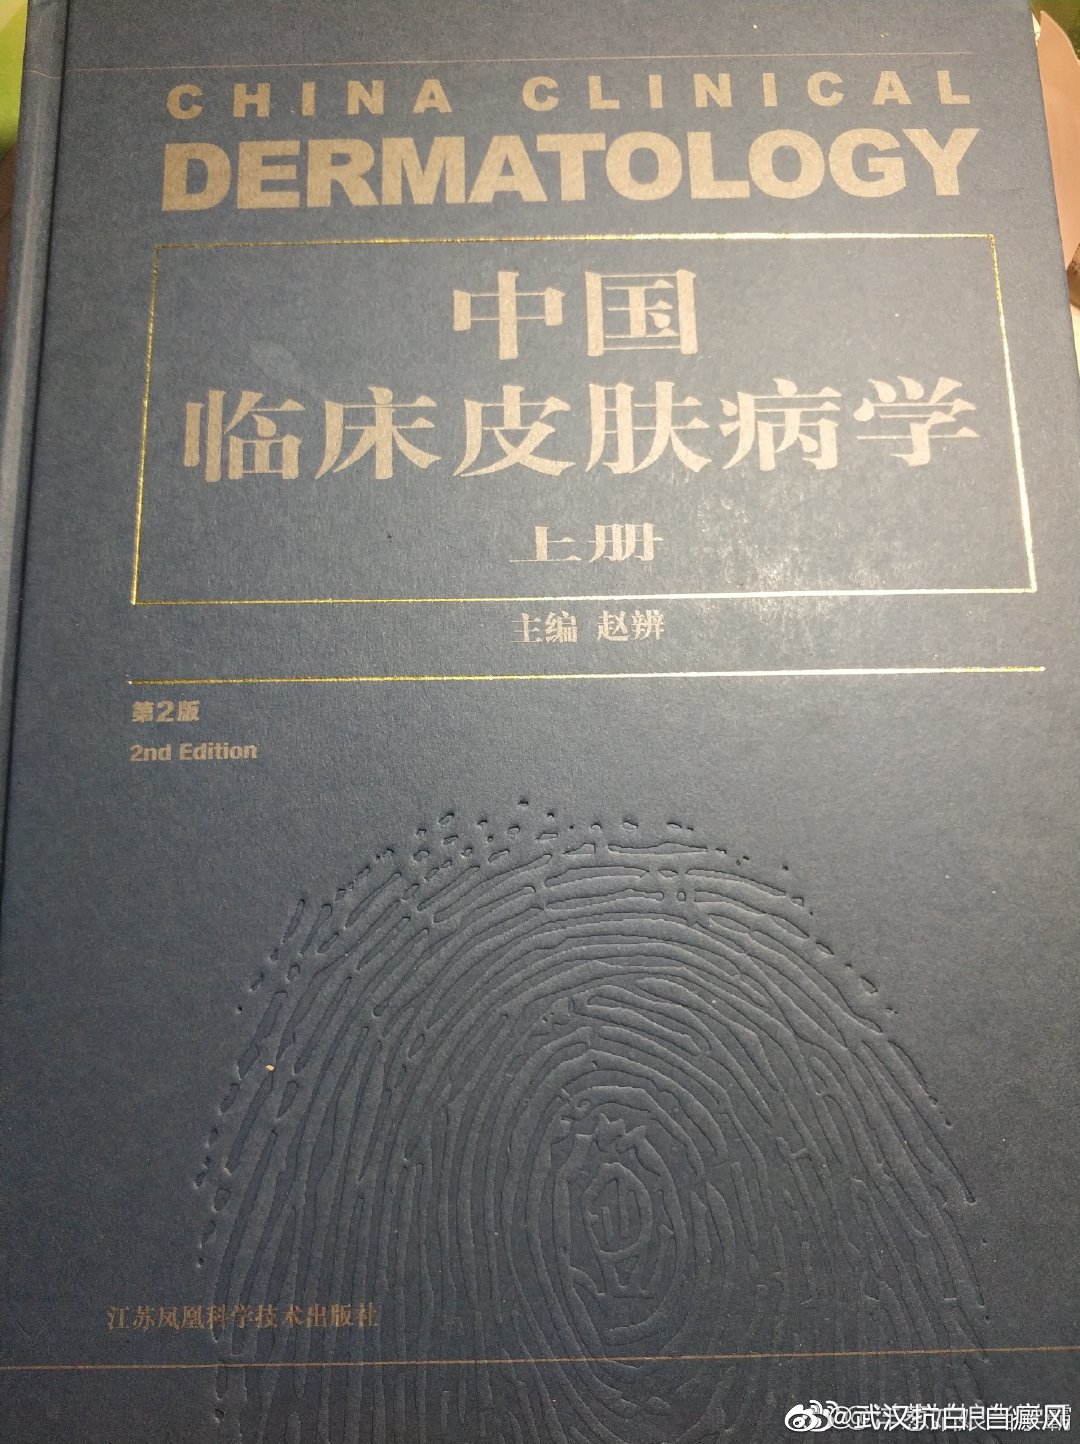 CHINA CLINICAL
DERMATOLOGY
中国
临床皮肤病学
上册
主编 赵辨
第2版
2nd Edition
江苏凤凰科学技术出版社
@武汉抗白 自癜风